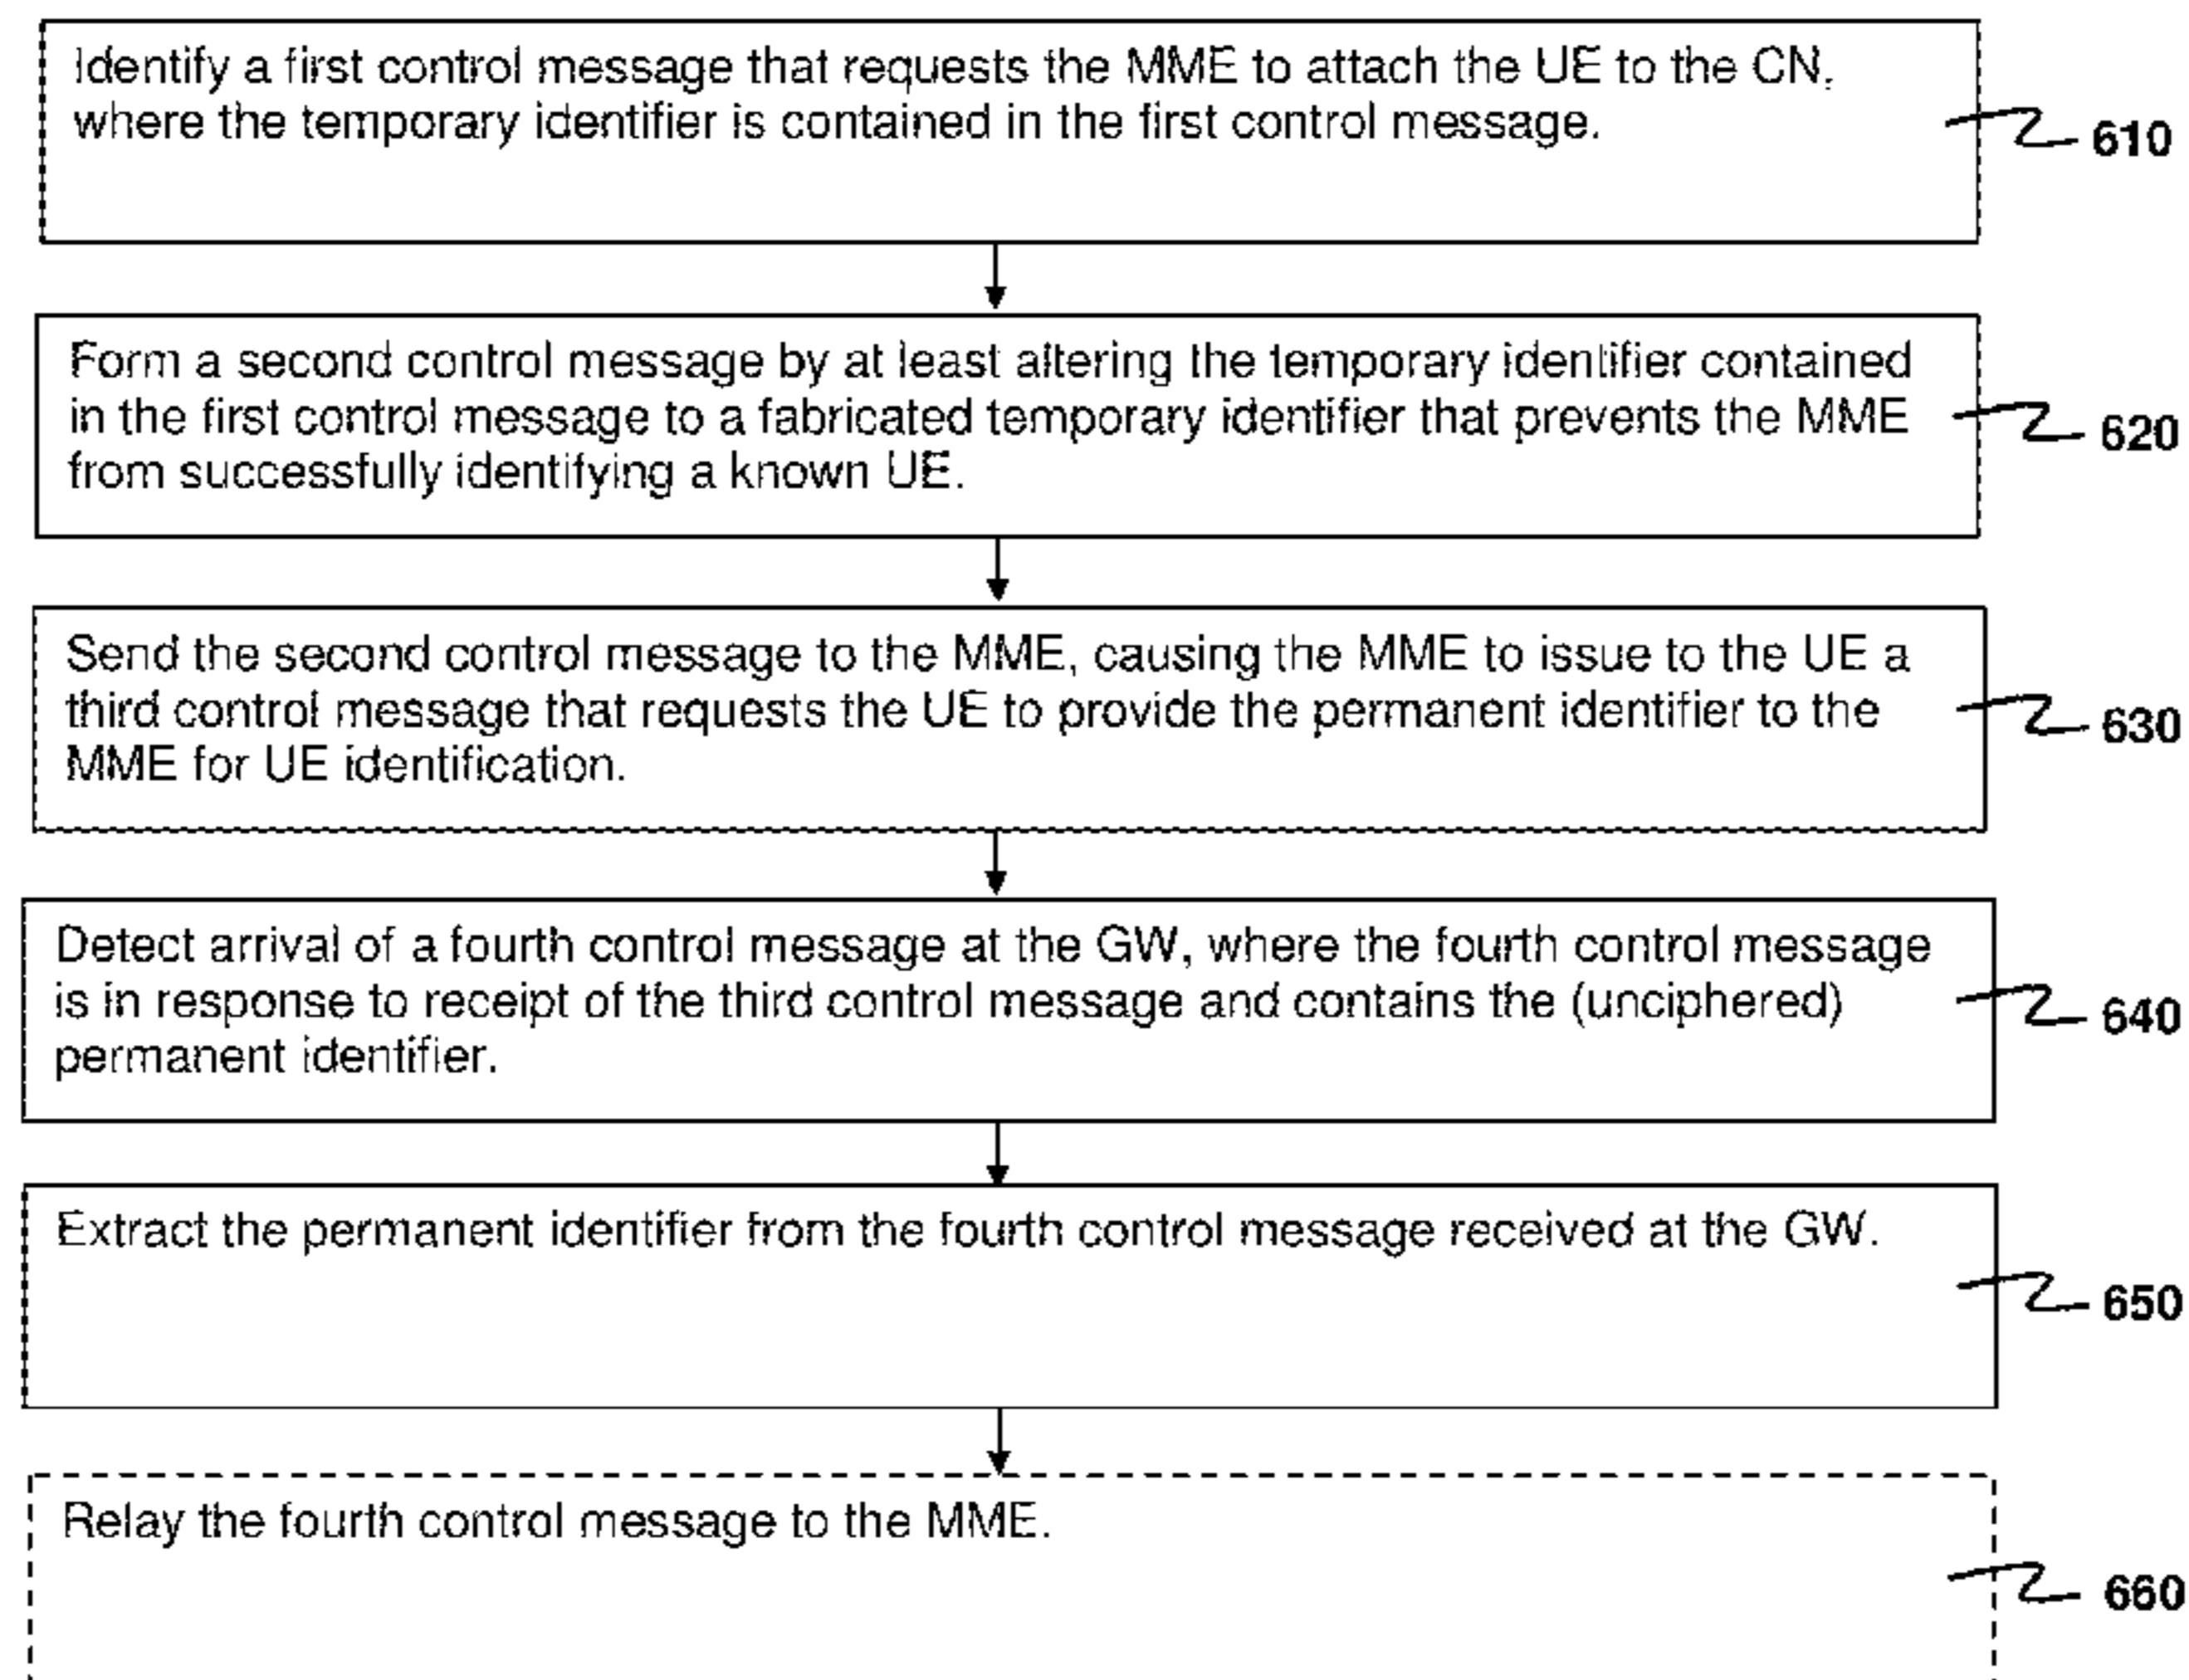 Identify a first control message that requests the MME to attach the UE to the CN,
where the temporary identifier is contained in the first control message.
610
Form a second control message by at least altering the temporary identifier contained
in the first control message to a fabricated temporary identifier that prevents the MME
from successfully identifying a known UE.
620
Send the second control message to the MME, causing the MME to issue to the UE a
third control message that requests the UE to provide the permanent identifier to the
MME for UE identification.
630
Detect arrival of a fourth control message at the GW, where the fourth control message
is in response to receipt of the third control message and contains the (unciphered)
permanent identifier.
640
Extract the permanent identifier from the fourth control message received at the GW.
650
Relay the fourth control message to the MME.
660